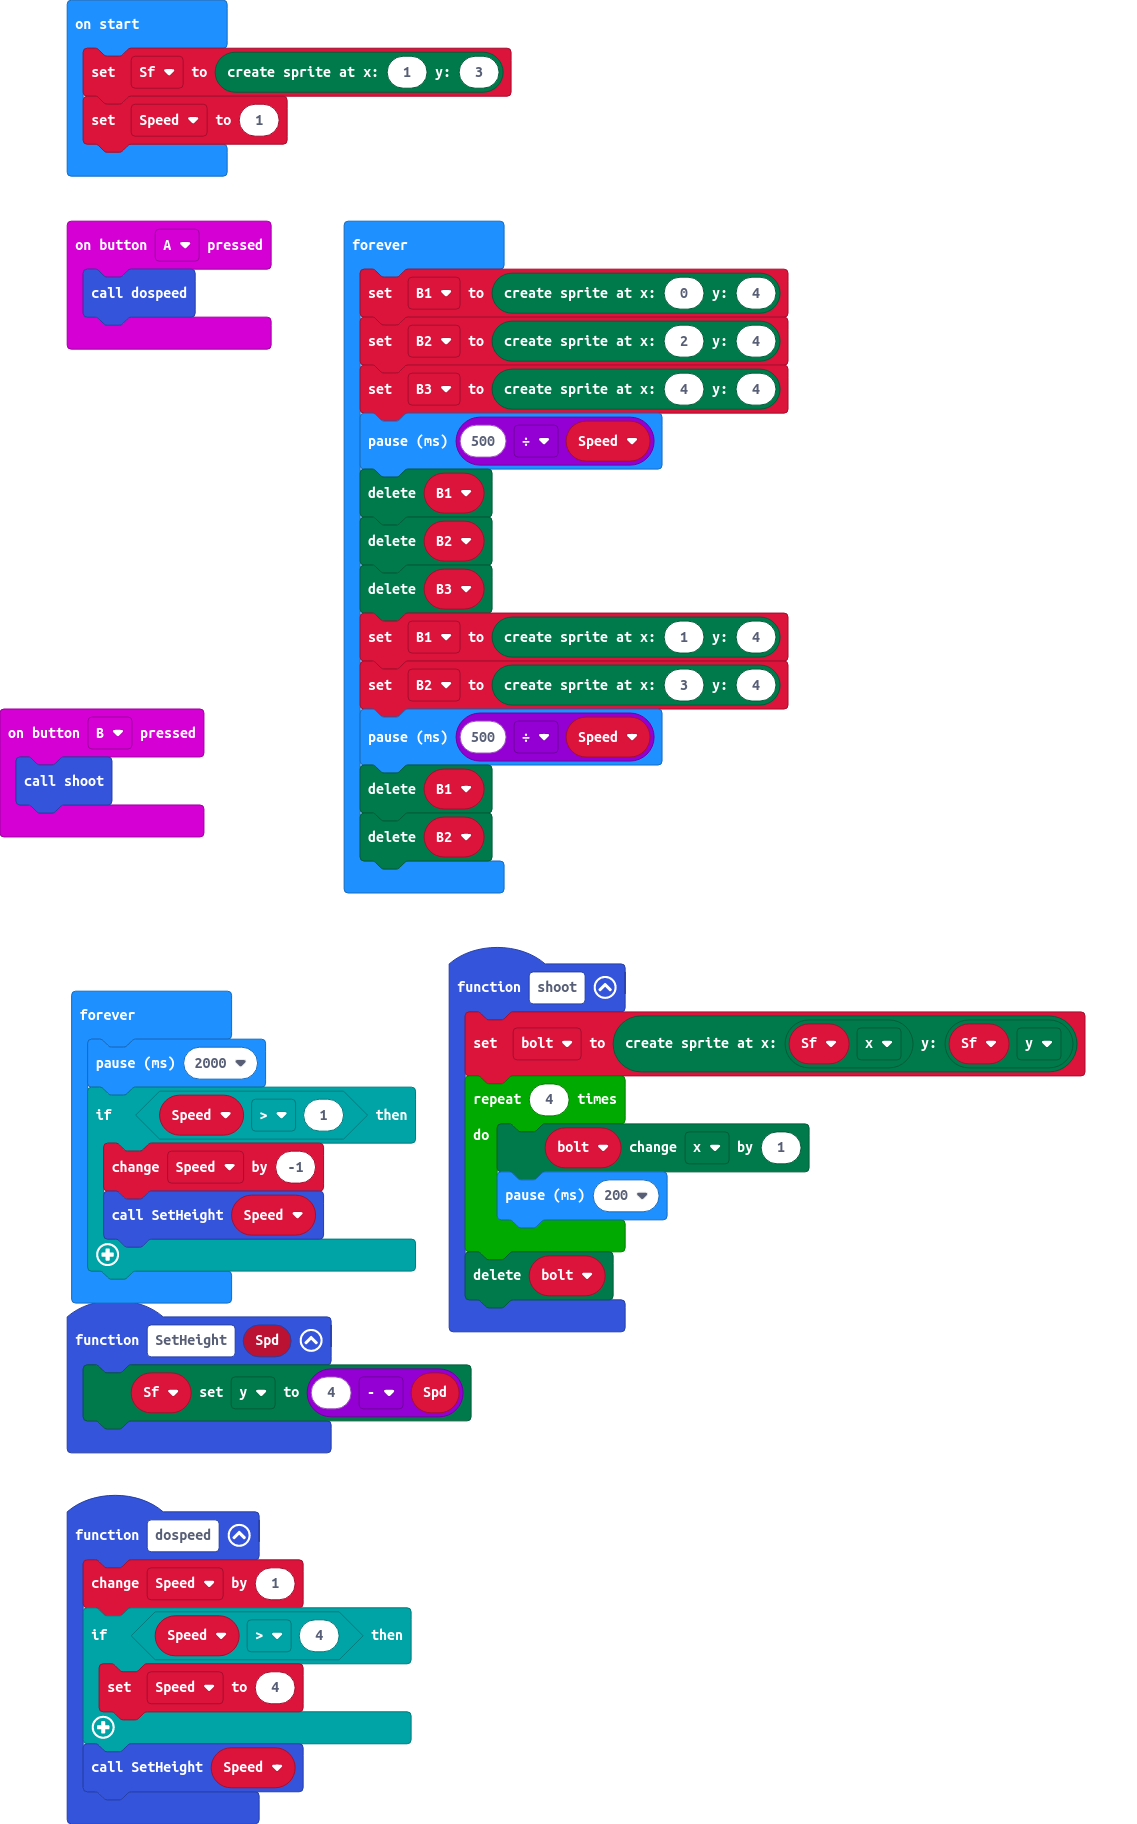 on start
set Sf to create sprite at x: 1 y: 3
set Speed to 1
on button A pressed
call dospeed
forever
set B1 to create sprite at x: 0 y: 4
set B2 to create sprite at x: 2 y: 4
set B3 to create sprite at x: 4 y: 4
pause (ms) 500 ÷ Speed
delete B1
delete B2
delete B3
set B1 to create sprite at x: 1 y: 4
set B2 to create sprite at x: 3 y: 4
pause (ms) 500 ÷ Speed
delete B1
delete B2
on button B pressed
call shoot
forever
pause (ms) 2000
if Speed > 1 then
change Speed by -1
call SetHeight Speed
function shoot
set bolt to create sprite at x: Sf x y: Sf y
repeat 4 times
do bolt change x by 1
pause (ms) 200
delete bolt
function SetHeight Spd
Sf set y to 4 - Spd
function dospeed
change Speed by 1
if Speed > 4 then
set Speed to 4
call SetHeight Speed